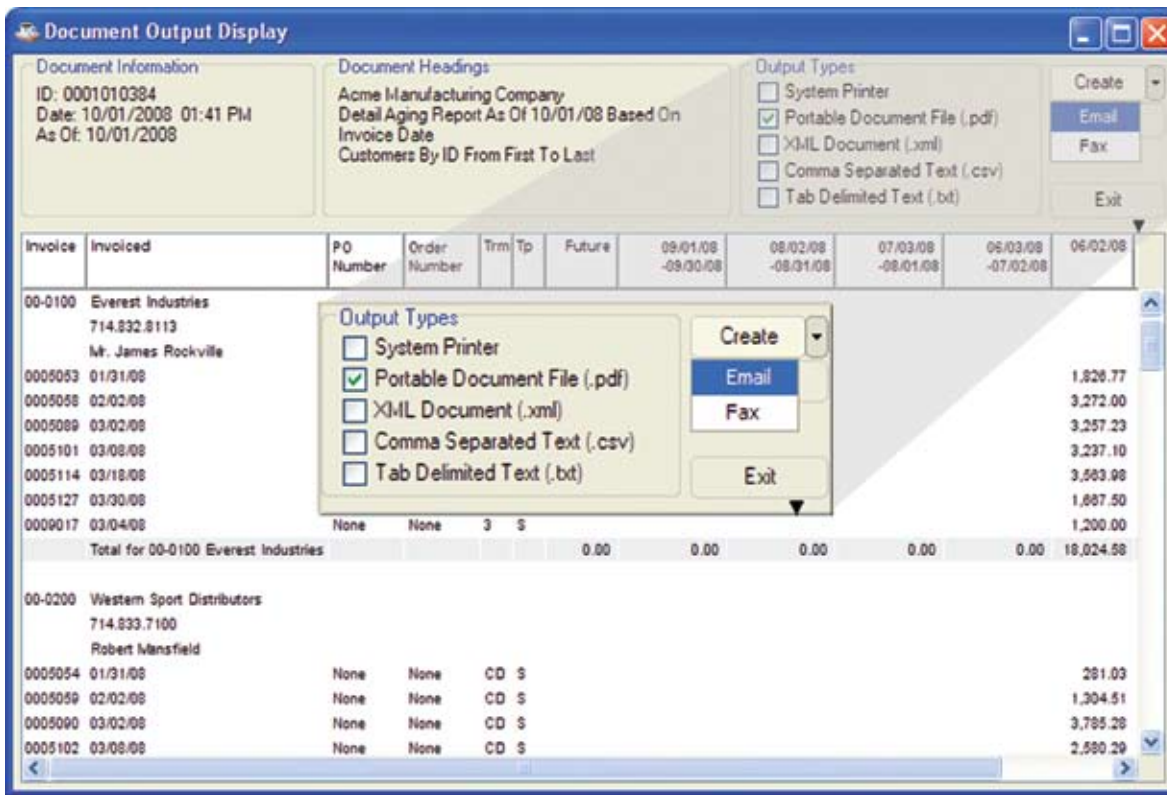 Document Output Display
Document Information
ID: 0001010384
Date: 10/01/2008 01:41 PM
As Of: 10/01/2008
Document Headings
Acme Manufacturing Company
Detail Aging Report As Of 10/01/08 Based On
Invoice Date
Customers By ID From First To Last
Output Types
System Printer
Portable Document File (.pdf)
XML Document (.xml)
Comma Separated Text (.csv)
Tab Delimited Text (.txt)
Create
Email
Fax
Exit
Invoice Invoiced PO Number Order Number Trm Tp Future 09/01/08 -09/30/08 08/02/08 -08/31/08 07/03/08 -08/01/08 06/03/08 -07/02/08 06/02/08
00-0100 Everest Industries
714.832.8113
Mr. James Rockville
0005053 01/31/08 1,826.77
0005058 02/02/08 3,272.00
0005089 03/02/08 3,257.23
0005101 03/08/08 3,237.10
0005114 03/18/08 3,563.98
0005127 03/30/08 1,667.50
0009017 03/04/08 None None 3 S 1,200.00
Total for 00-0100 Everest Industries 0.00 0.00 0.00 0.00 0.00 18,024.58
Output Types
System Printer
Portable Document File (.pdf)
XML Document (.xml)
Comma Separated Text (.csv)
Tab Delimited Text (.txt)
Create
Email
Fax
Exit
00-0200 Western Sport Distributors
714.833.7100
Robert Mansfield
0005054 01/31/08 None None CD S 281.03
0005059 02/02/08 None None CD S 1,304.51
0005090 03/02/08 None None CD S 3,785.28
0005102 03/08/08 None None CD S 2,580.29